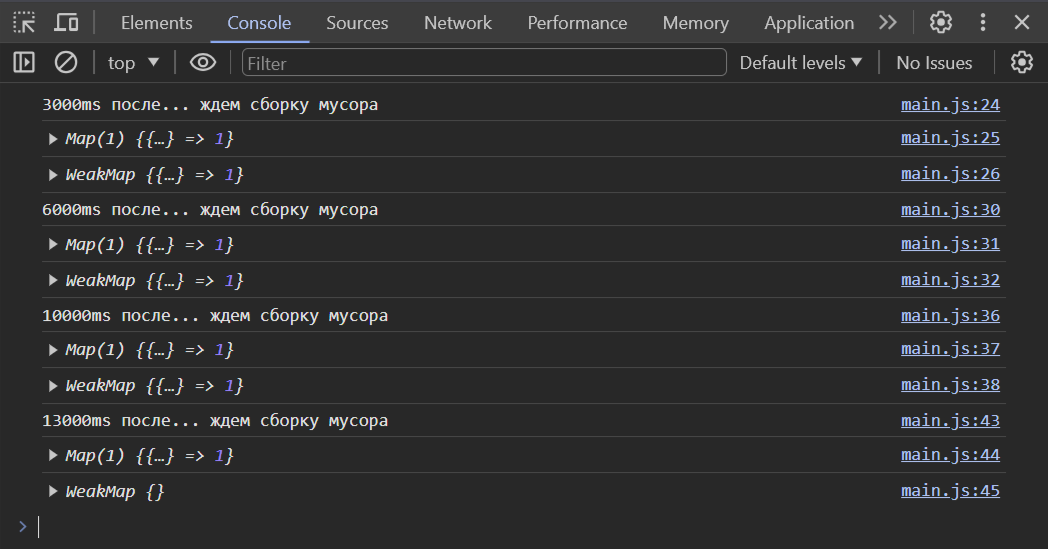 Elements Console Sources Network Performance Memory Application
top Filter Default levels No Issues
3000ms после... ждем сборку мусора main.js:24
Map(1) {{…} => 1} main.js:25
WeakMap {{…} => 1} main.js:26
6000ms после... ждем сборку мусора main.js:30
Map(1) {{…} => 1} main.js:31
WeakMap {{…} => 1} main.js:32
10000ms после... ждем сборку мусора main.js:36
Map(1) {{…} => 1} main.js:37
WeakMap {{…} => 1} main.js:38
13000ms после... ждем сборку мусора main.js:43
Map(1) {{…} => 1} main.js:44
WeakMap {} main.js:45